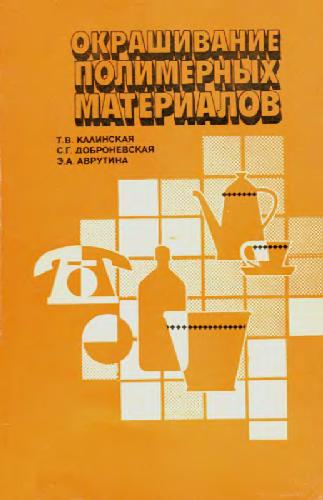 ОКРАШИВАНИЕ
ПОЛИМЕРНЫХ
МАТЕРИАЛОВ
Т.В. КАЛИНСКАЯ
С.Г. ДОБРОНЕВСКАЯ
Э.А. АВРУТИНА